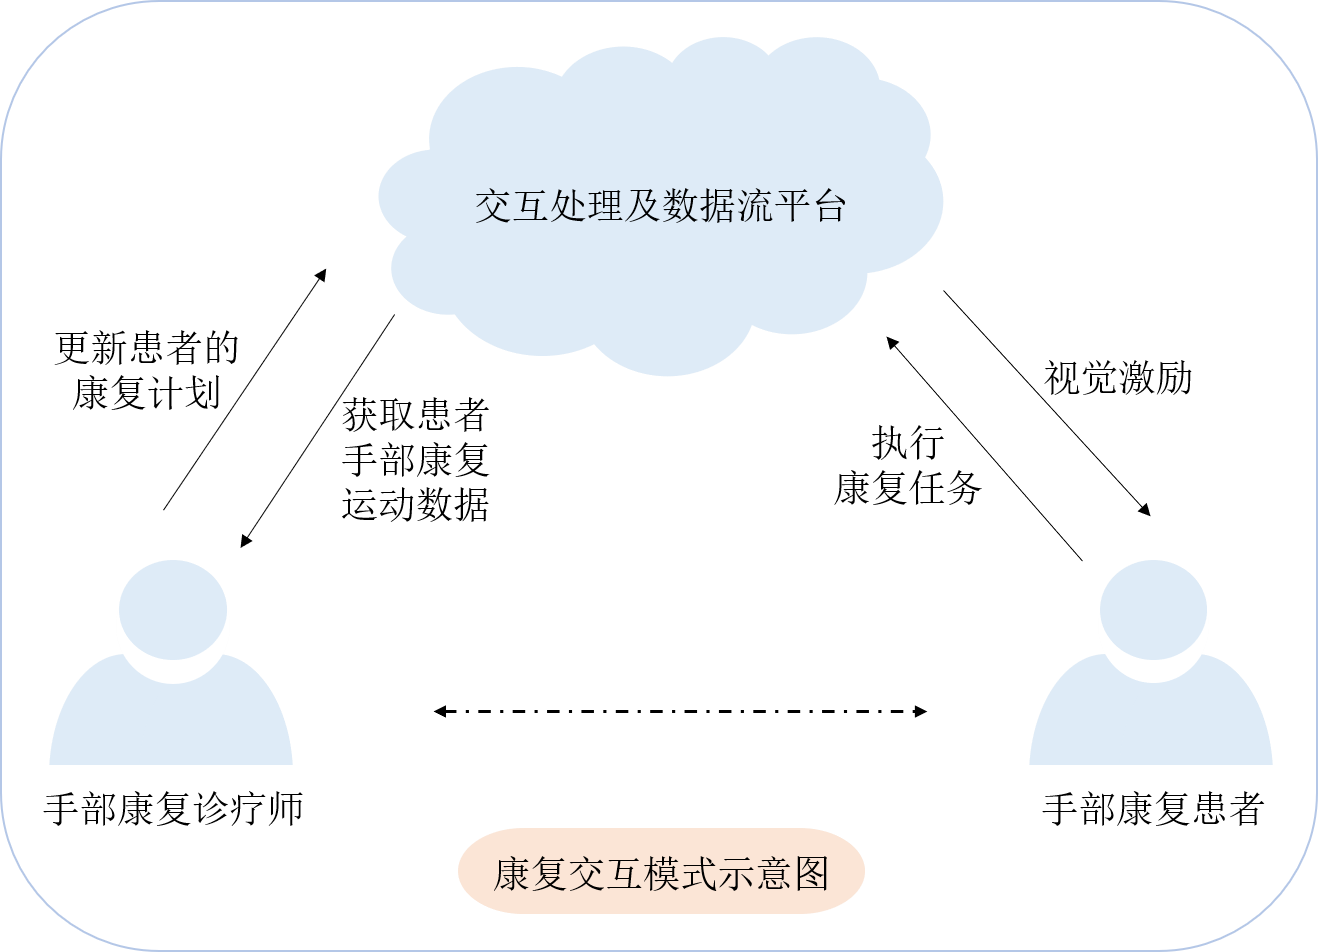 交互处理及数据流平台
更新患者的
康复计划
获取患者
手部康复
运动数据
视觉激励
执行
康复任务
手部康复诊疗师
手部康复患者
康复交互模式示意图